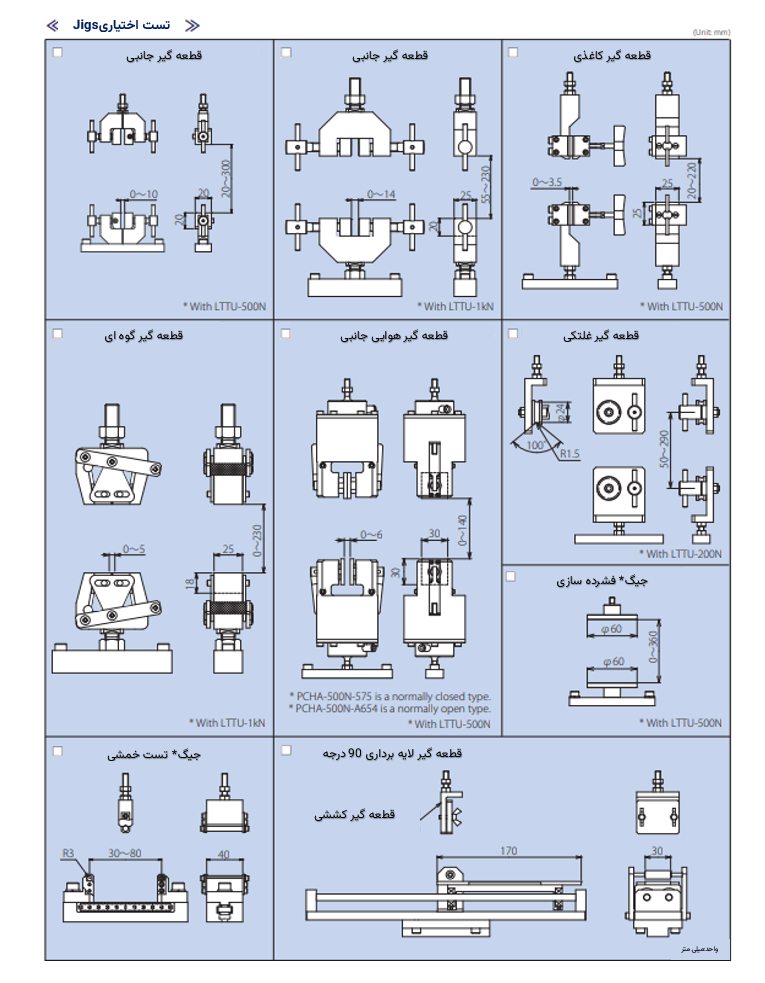 تست اختیاریJigs
(Unit: mm)
قطعه گیر جانبی
0～10
20
20
20～300
* With LTTU-500N
قطعه گیر جانبی
0～14
25
20
55～230
* With LTTU-1kN
قطعه گیر کاغذی
0～3.5
25
25
20～220
* With LTTU-500N
قطعه گیر گوه ای
0～5
25
18
0～230
* With LTTU-1kN
قطعه گیر هوایی جانبی
0～6
30
30
0～140
* PCHA-500N-575 is a normally closed type.
* PCHA-500N-A654 is a normally open type.
* With LTTU-500N
قطعه گیر غلتکی
φ24
100°
R1.5
50～290
* With LTTU-200N
جیگ* فشرده سازی
φ60
φ60
0～360
* With LTTU-500N
جیگ* تست خمشی
R3
30～80
40
قطعه گیر لایه برداری 90 درجه
قطعه گیر کششی
170
30
واحد:میلی متر